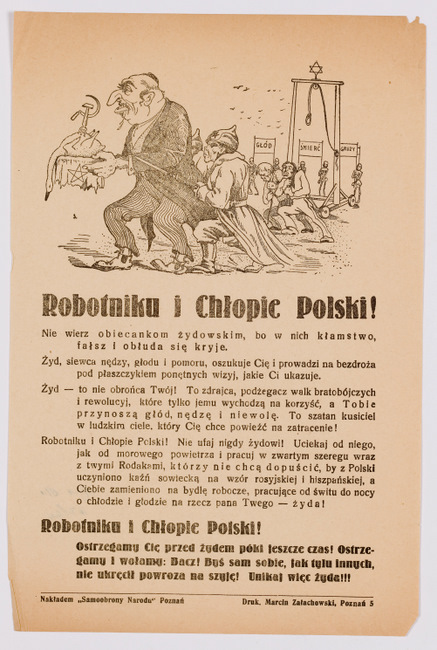 GŁÓD
ŚMIERĆ
GRUZY
Robotniku i Chłopie Polski!
Nie wierz obiecankom żydowskim, bo w nich kłamstwo,
fałsz i obłuda się kryje.
Żyd, siewca nędzy, głodu i pomoru, oszukuje Cię i prowadzi na bezdroża
pod płaszczykiem ponętnych wizyj, jakie Ci ukazuje.
Żyd — to nie obrońca Twój! To zdrajca, podżegacz walk bratobójczych
i rewolucyj, które tylko jemu wychodzą na korzyść, a Tobie
przynoszą głód, nędzę i niewolę. To szatan kusiciel
w ludzkim ciele, który Cię chce powieźć na zatracenie!
Robotniku i Chłopie Polski! Nie ufaj nigdy żydowi! Uciekaj od niego,
jak od morowego powietrza i pracuj w zwartym szeregu wraz
z twymi Rodakami, którzy nie chcą dopuścić, by z Polski
uczyniono kaźń sowiecką na wzór rosyjskiej i hiszpańskiej, a
Ciebie zamieniono na bydlę robocze, pracujące od świtu do nocy
o chłodzie i głodzie na rzecz pana Twego — żyda!
Robotniku i Chłopie Polski!
Ostrzegamy Cię przed żydem póki jeszcze czas! Ostrze-
gamy i wołamy: Bacz! Byś sam sobie, jak tylu innych,
nie ukręcił powroza na szyję! Unikaj więc żyda!!!
Nakładem „Samoobrony Narodu" Poznań
Druk. Marcin Załachowski, Poznań 5